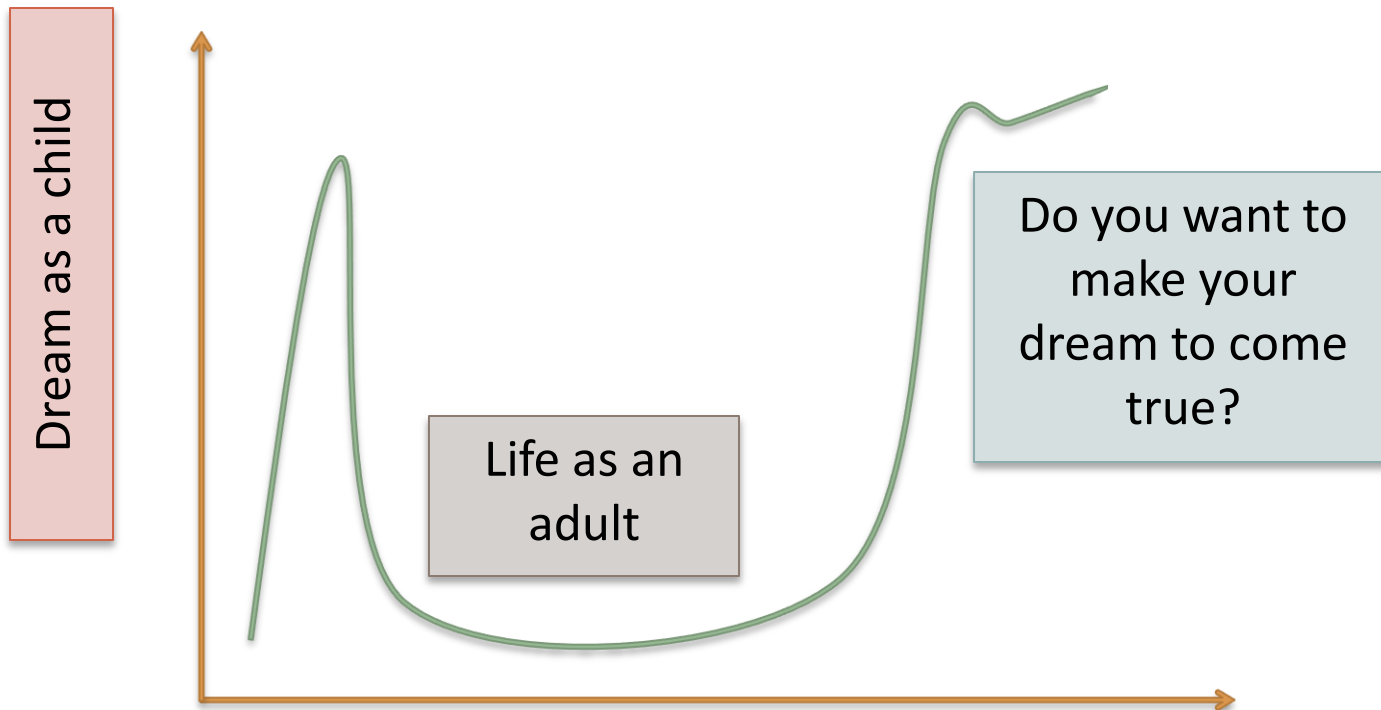 Dream as a child
Life as an
adult
Do you want to
make your
dream to come
true?